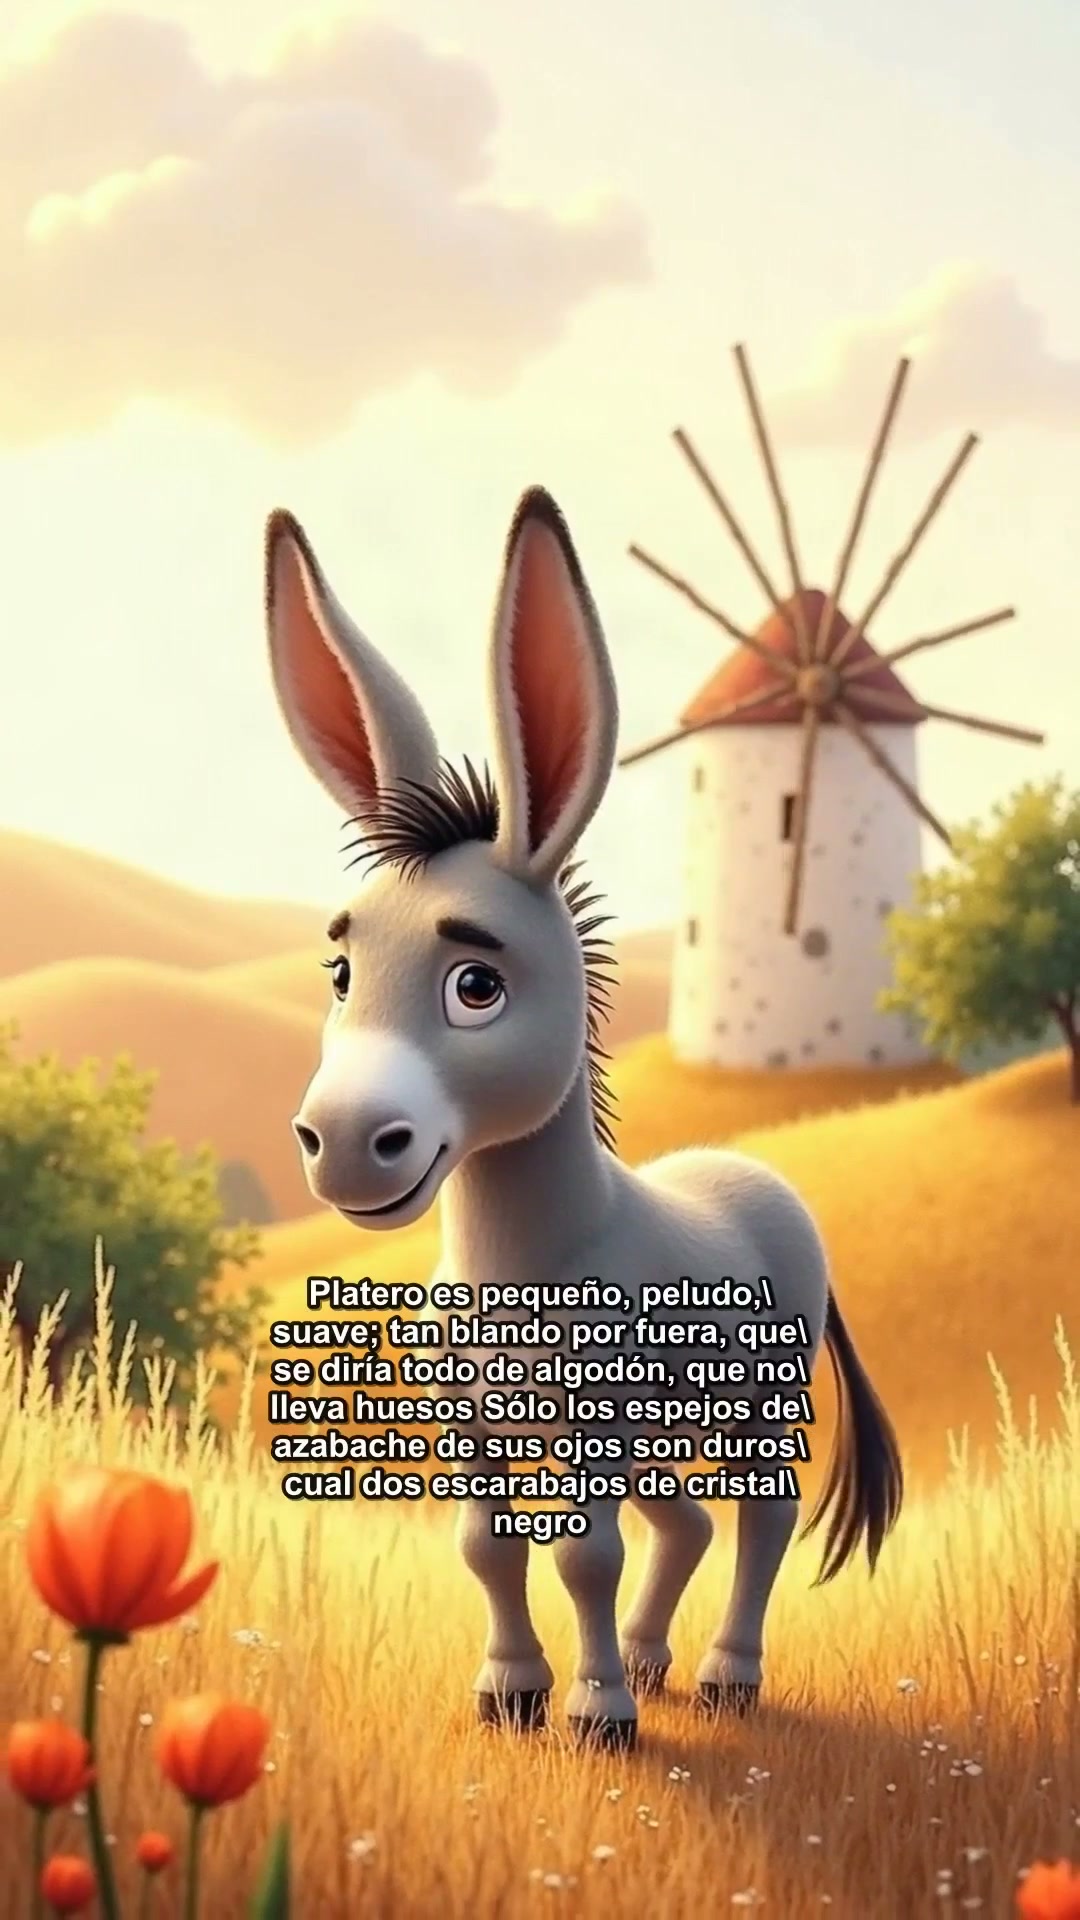 Platero es pequeño, peludo,\
suave; tan blando por fuera, que\
se diría todo de algodón, que no\
lleva huesos Sólo los espejos de\
azabache de sus ojos son duros\
cual dos escarabajos de cristal\
negro